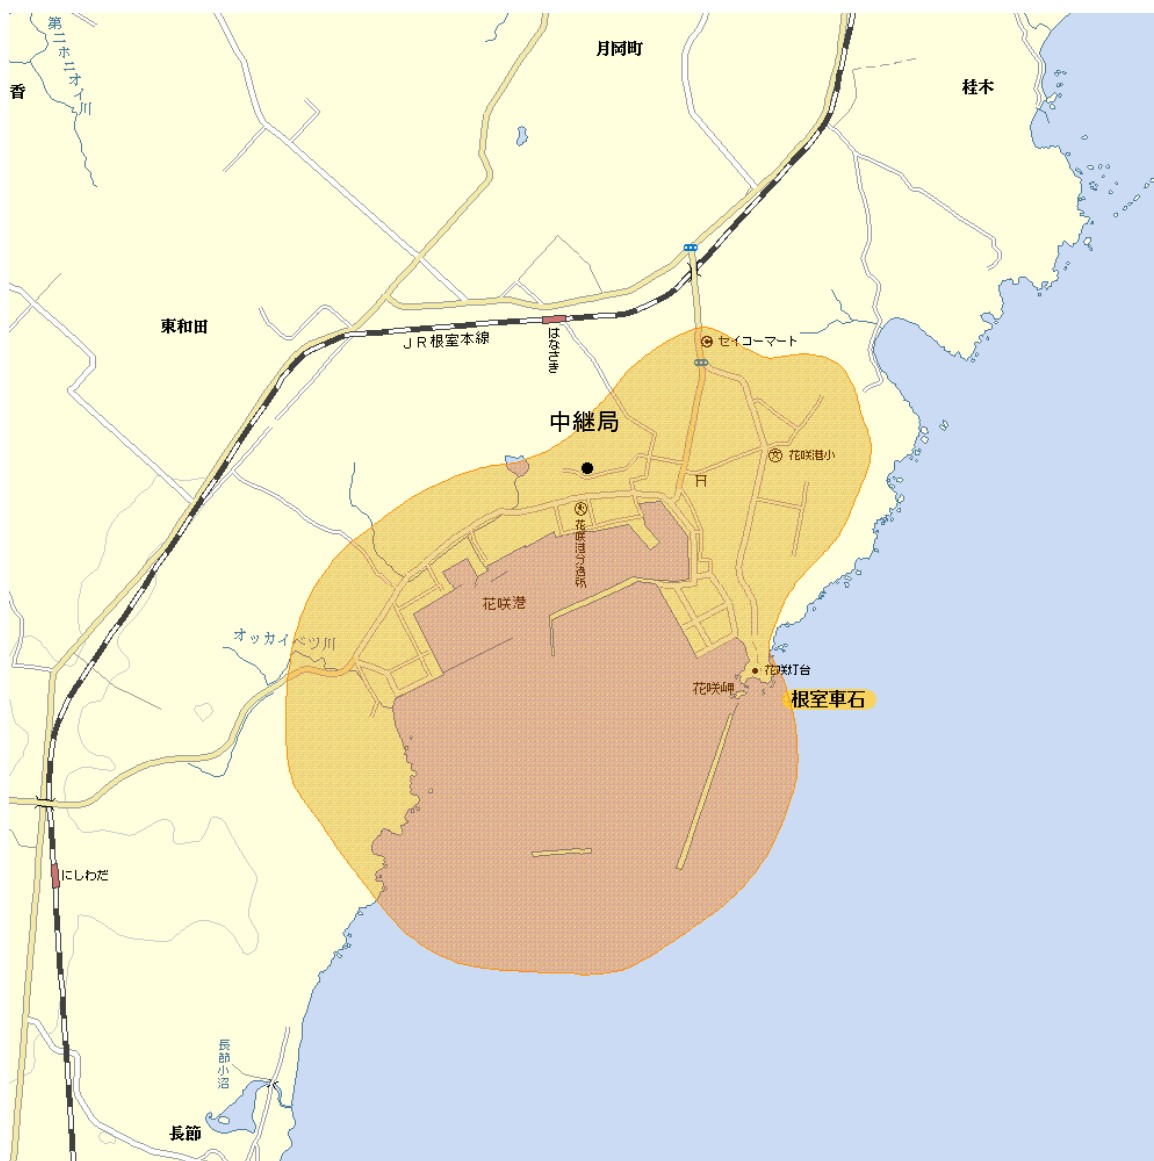 第二ホニオイ川
月岡町
香
桂木
東和田
JR根室本線
はなさき
セイコーマート
中継局
花咲港小
花咲港分遣所
花咲港
オッカイベツ川
花咲灯台
花咲岬
根室車石
にしわだ
長節小沼
長節